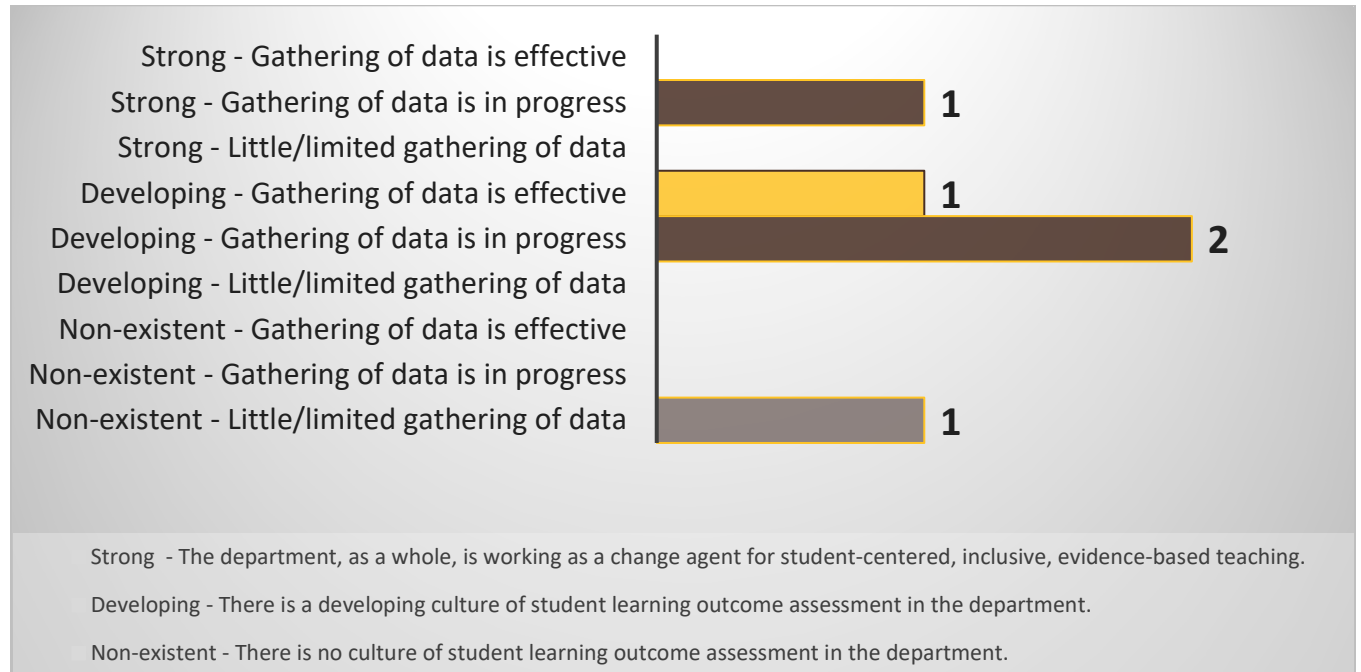 Strong - Gathering of data is effective
Strong - Gathering of data is in progress
1
Strong - Little/limited gathering of data
Developing - Gathering of data is effective
1
Developing - Gathering of data is in progress
2
Developing - Little/limited gathering of data
Non-existent - Gathering of data is effective
Non-existent - Gathering of data is in progress
Non-existent - Little/limited gathering of data
1
Strong - The department, as a whole, is working as a change agent for student-centered, inclusive, evidence-based teaching.
Developing - There is a developing culture of student learning outcome assessment in the department.
Non-existent - There is no culture of student learning outcome assessment in the department.